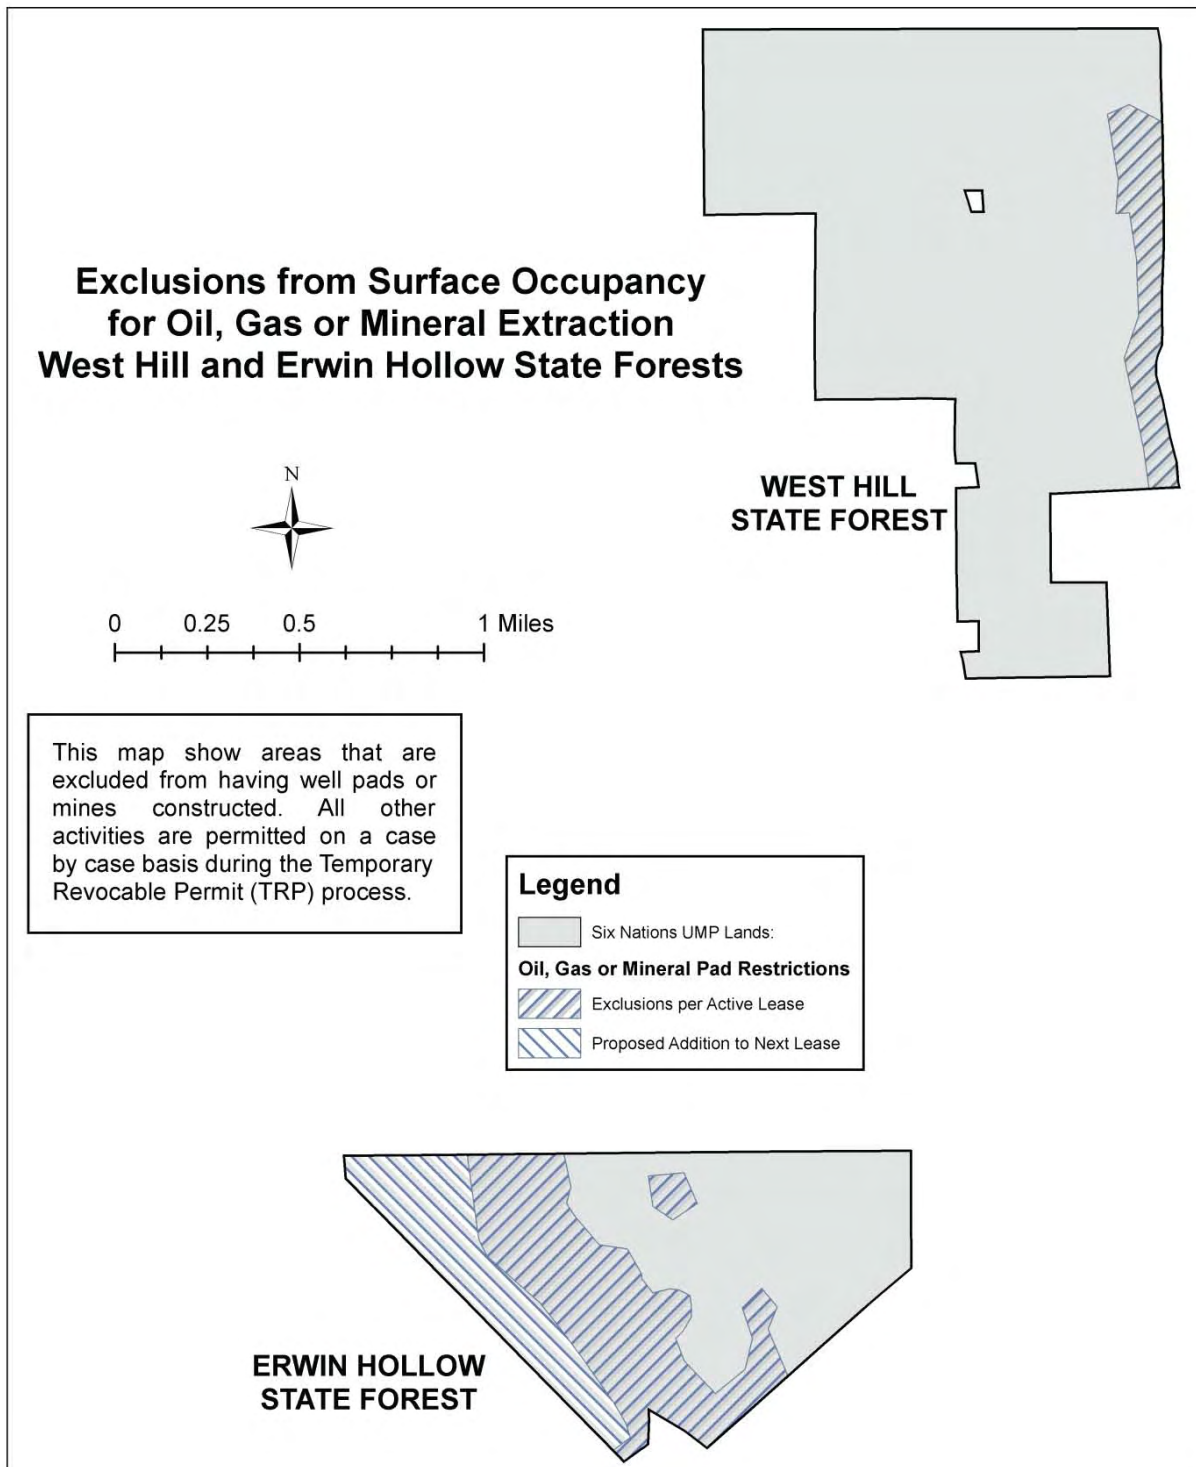 Exclusions from Surface Occupancy
for Oil, Gas or Mineral Extraction
West Hill and Erwin Hollow State Forests
N
0 0.25 0.5 1 Miles
WEST HILL
STATE FOREST
This map show areas that are
excluded from having well pads or
mines constructed. All other
activities are permitted on a case
by case basis during the Temporary
Revocable Permit (TRP) process.
Legend
Six Nations UMP Lands:
Oil, Gas or Mineral Pad Restrictions
Exclusions per Active Lease
Proposed Addition to Next Lease
ERWIN HOLLOW
STATE FOREST